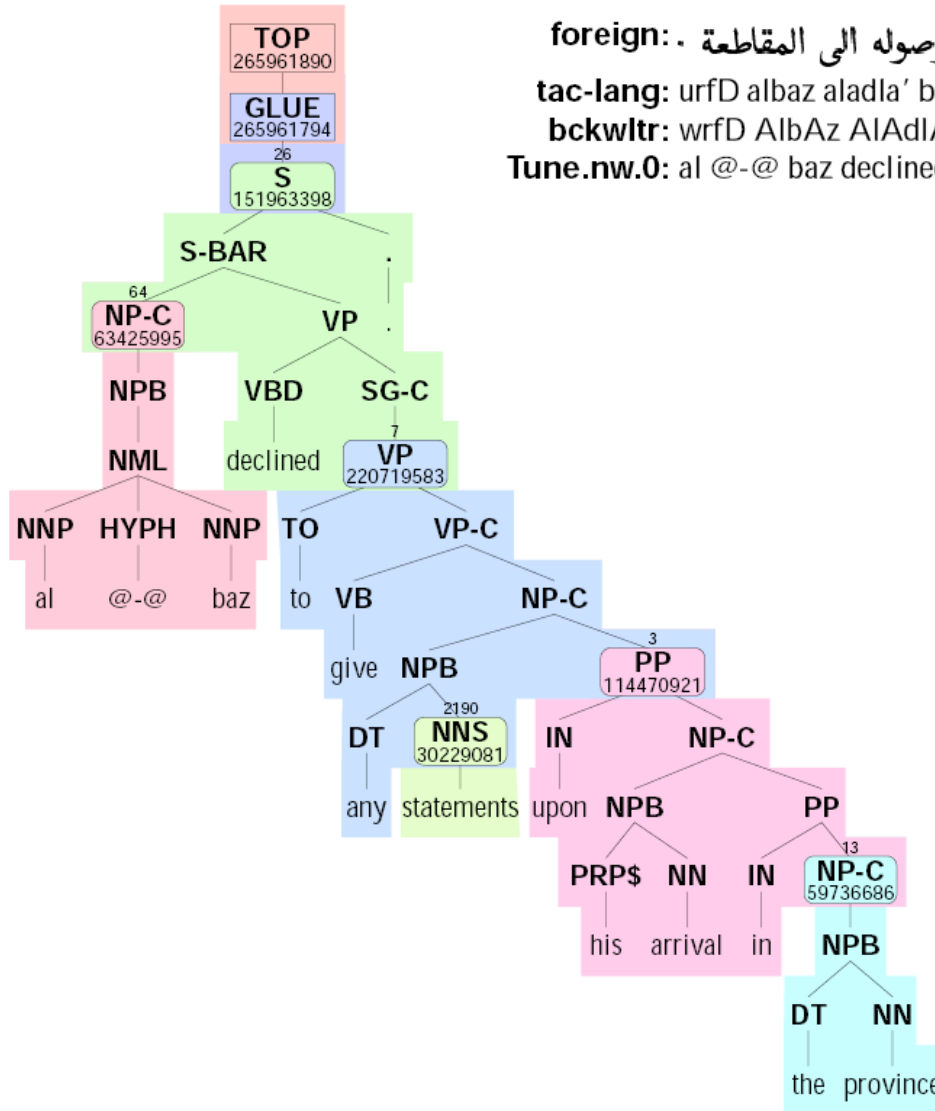 TOP
265961890
foreign: وصوله الى المقاطعة .
GLUE
265961794
tac-lang: urfD albaz aladla' b
bckwltr: wrfD AlbAz AlAdlA
26
S
151963398
Tune.nw.0: al @-@ baz declined
S-BAR .
64
NP-C
63425995
VP .
NPB VBD SG-C
7
NML declined VP
220719583
NNP HYPH NNP TO VP-C
al @-@ baz to VB NP-C
3
give NPB PP
114470921
2190
DT NNS
30229081
IN NP-C
any statements upon NPB PP
13
PRP$ NN IN NP-C
59736686
his arrival in NPB
DT NN
the province